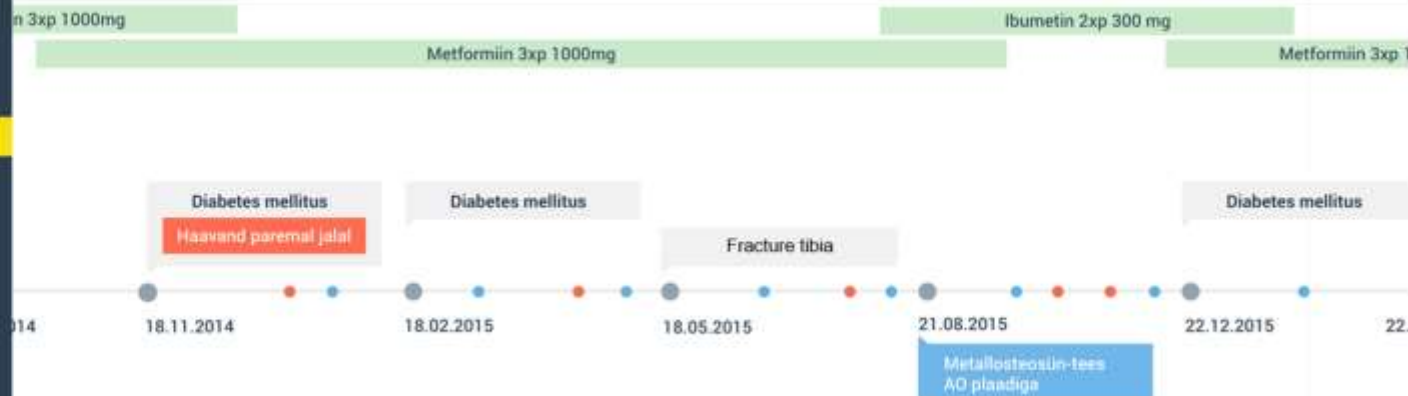 n 3xp 1000mg
Ibumetin 2xp 300 mg
Metformiin 3xp 1000mg
Metformiin 3xp 1
Diabetes mellitus
Haavand paremal jalal
Diabetes mellitus
Fracture tibia
Diabetes mellitus
014
18.11.2014
18.02.2015
18.05.2015
21.08.2015
22.12.2015
22.
Metallosteosün-tees
AO plaadiga